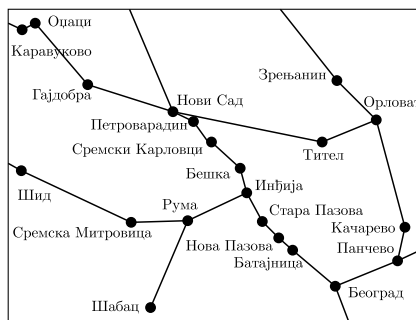 Оџаци
Каравуково
Гајдобра
Зрењанин
Нови Сад
Орловат
Петроварадин
Сремски Карловци
Тител
Бешка
Инђија
Шид
Рума
Стара Пазова
Сремска Митровица
Нова Пазова
Качарево
Панчево
Батајница
Београд
Шабац